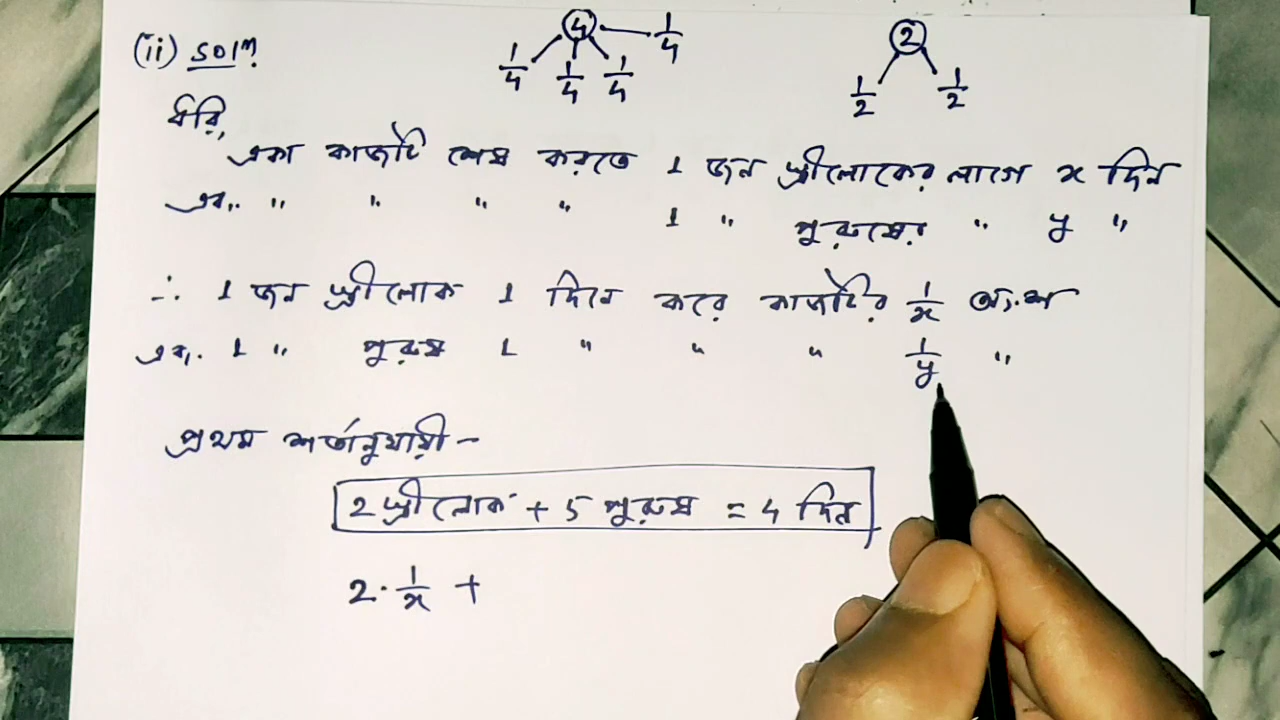 (ii) Solⁿ.
4 1/4 1/4 1/4 1/4
2 1/2 1/2
ধরি,
একা কাজটি শেষ করতে 1 জন স্ত্রীলোকের লাগে x দিন
এবং " " " " 1 " পুরুষের " y "
∴ 1 জন স্ত্রীলোক 1 দিনে করে কাজটির 1/x অংশ
এবং 1 " পুরুষ 1 " " " 1/y "
প্রথম শর্তানুযায়ী -
2 স্ত্রীলোক + 5 পুরুষ = 4 দিন
2. 1/x +